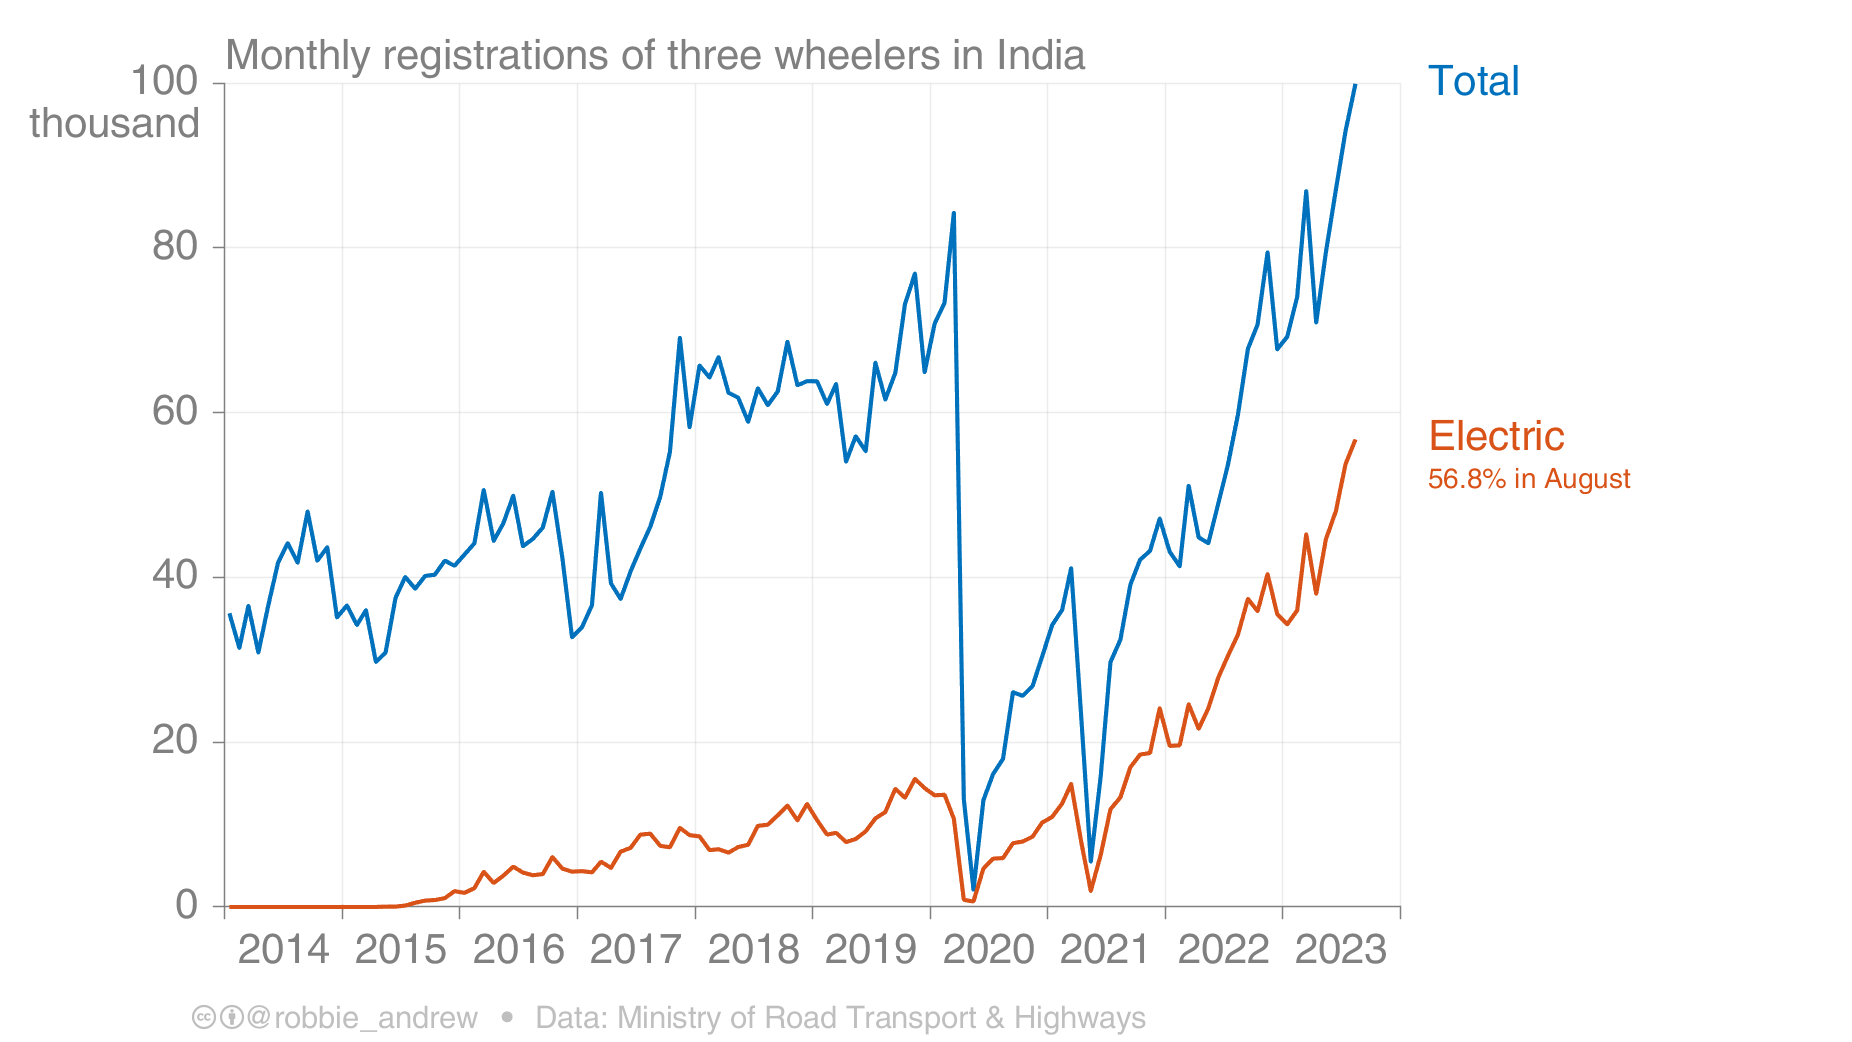 Monthly registrations of three wheelers in India
100
thousand
80
60
40
20
0
2014 2015 2016 2017 2018 2019 2020 2021 2022 2023
Total
Electric
56.8% in August
cc @robbie_andrew • Data: Ministry of Road Transport & Highways